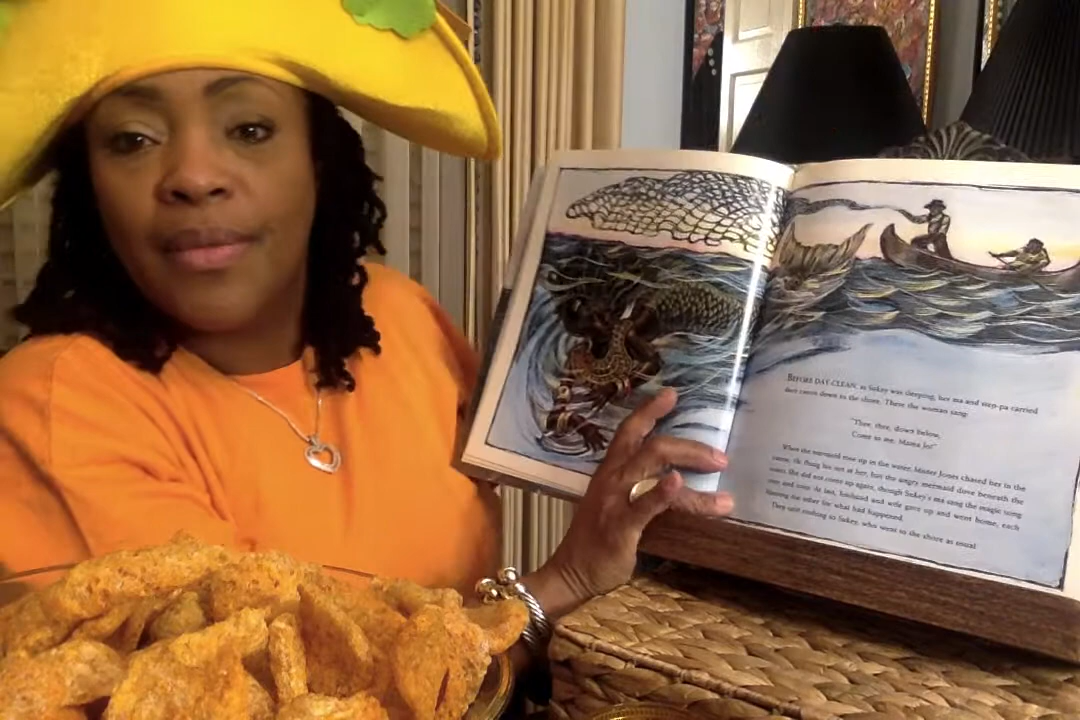 BEFORE DAY-CLEAN, as Sukey was sleeping, her ma and step-pa carried
their canoe down to the shore. There the woman sang:
"Thee, thee, down below,
Come to me, Mama Jo!"
When the mermaid rose up in the water, Mister Jones chased her in the
canoe. He flung his net at her, but the angry mermaid dove beneath the
water. She did not come up again, though Sukey's ma sang the magic song
over and over. At last, husband and wife gave up and went home, each
blaming the other for what had happened.
They said nothing to Sukey, who went to the shore as usual